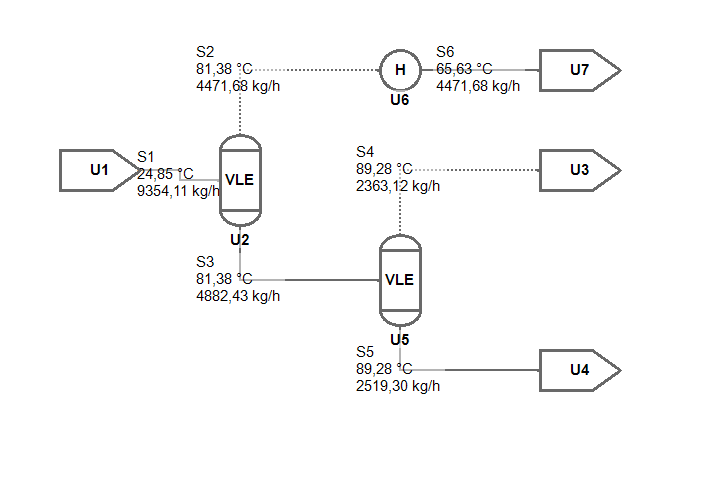 S2
81,38 °C
4471,68 kg/h
H
U6
S6
65,63 °C
4471,68 kg/h
U7
U1
S1
24,85 °C
9354,11 kg/h
VLE
U2
S4
89,28 °C
2363,12 kg/h
U3
S3
81,38 °C
4882,43 kg/h
VLE
U5
S5
89,28 °C
2519,30 kg/h
U4